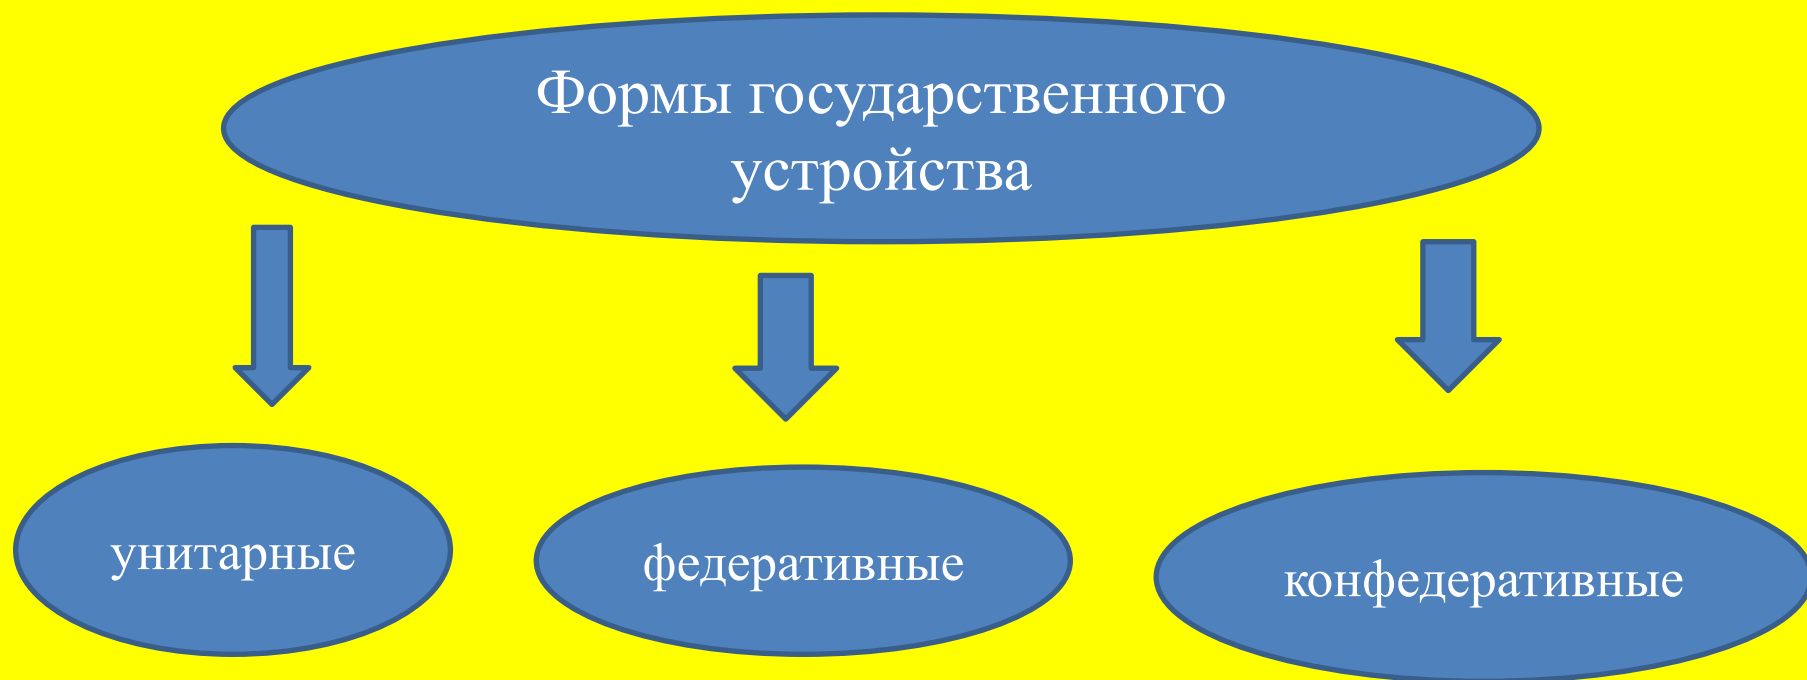 Формы государственного
устройства
унитарные
федеративные
конфедеративные